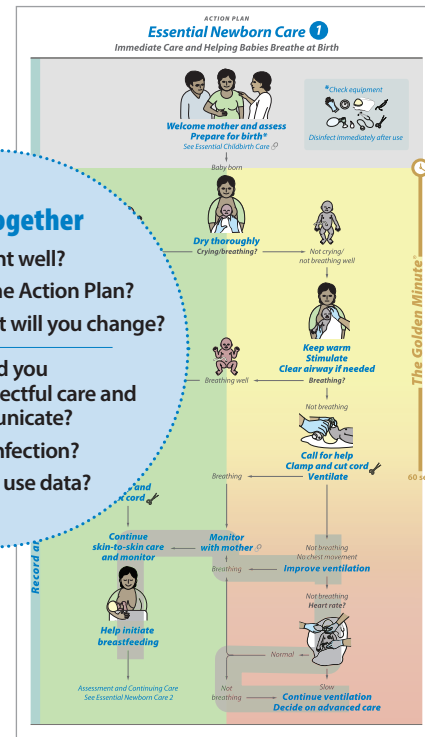 ACTION PLAN
Essential Newborn Care 1
Immediate Care and Helping Babies Breathe at Birth
*Check equipment
Disinfect immediately after use
Welcome mother and assess
Prepare for birth*
See Essential Childbirth Care
Baby born
Dry thoroughly
Crying/breathing?
Not crying/
not breathing well
ogether
nt well?
ne Action Plan?
t will you change?
d you
ectful care and
unicate?
nfection?
use data?
The Golden Minute®
Keep warm
Stimulate
Clear airway if needed
Breathing well
Breathing?
Not breathing
Call for help
Clamp and cut cord
Ventilate
60 se
Breathing
and
cord
Continue
skin-to-skin care
and monitor
Monitor
with mother
Not breathing
No chest movement
Breathing
Improve ventilation
Record a
Not breathing
Heart rate?
Help initiate
breastfeeding
Normal
Assessment and Continuing Care
See Essential Newborn Care 2
Not
breathing
Slow
Continue ventilation
Decide on advanced care